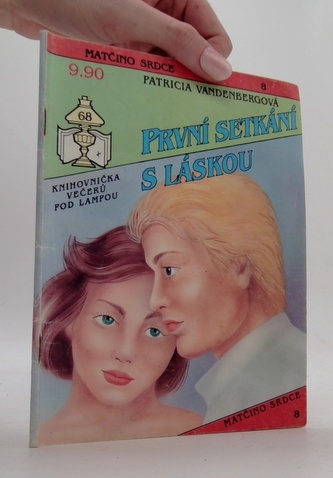 MATČINO SRDCE
8
9.90
PATRICIA VANDENBERGOVÁ
68
PRVNÍ SETKÁNÍ
S LÁSKOU
KNIHOVNIČKA
VEČERŮ
POD LAMPOU
MATČINO SRDCE
8